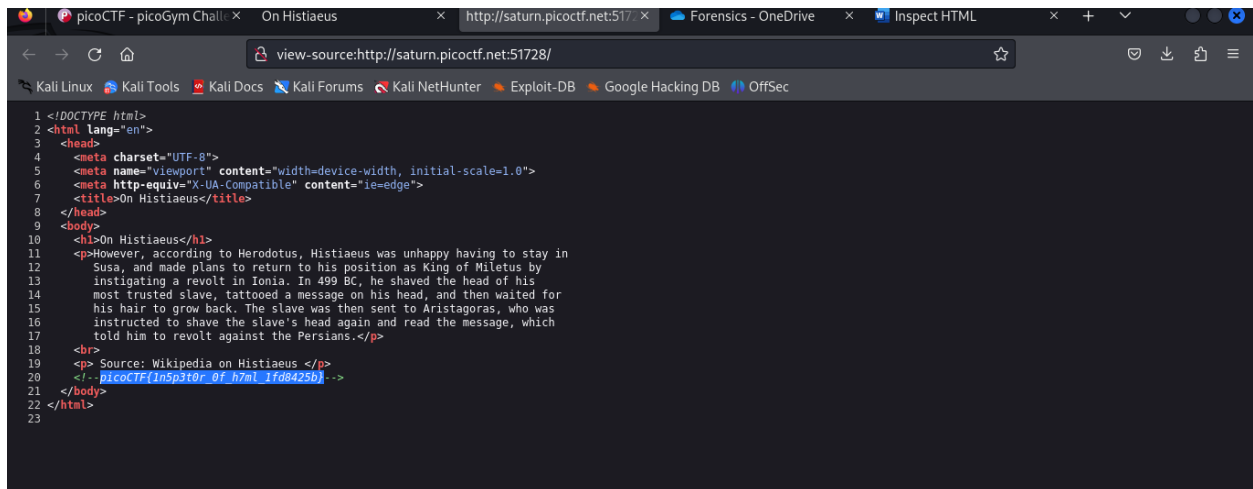 picoCTF - picoGym Challe × On Histiaeus × http://saturn.picoctf.net:517 × Forensics - OneDrive × Inspect HTML ×
view-source:http://saturn.picoctf.net:51728/
Kali Linux Kali Tools Kali Docs Kali Forums Kali NetHunter Exploit-DB Google Hacking DB OffSec
1 <!DOCTYPE html>
2 <html lang="en">
3 <head>
4 <meta charset="UTF-8">
5 <meta name="viewport" content="width=device-width, initial-scale=1.0">
6 <meta http-equiv="X-UA-Compatible" content="ie=edge">
7 <title>On Histiaeus</title>
8 </head>
9 <body>
10 <h1>On Histiaeus</h1>
11 <p>However, according to Herodotus, Histiaeus was unhappy having to stay in
12 Susa, and made plans to return to his position as King of Miletus by
13 instigating a revolt in Ionia. In 499 BC, he shaved the head of his
14 most trusted slave, tattooed a message on his head, and then waited for
15 his hair to grow back. The slave was then sent to Aristagoras, who was
16 instructed to shave the slave's head again and read the message, which
17 told him to revolt against the Persians.</p>
18 <br>
19 <p> Source: Wikipedia on Histiaeus </p>
20 <!--picoCTF{1n5p3t0r_0f_h7ml_1fd8425b}-->
21 </body>
22 </html>
23